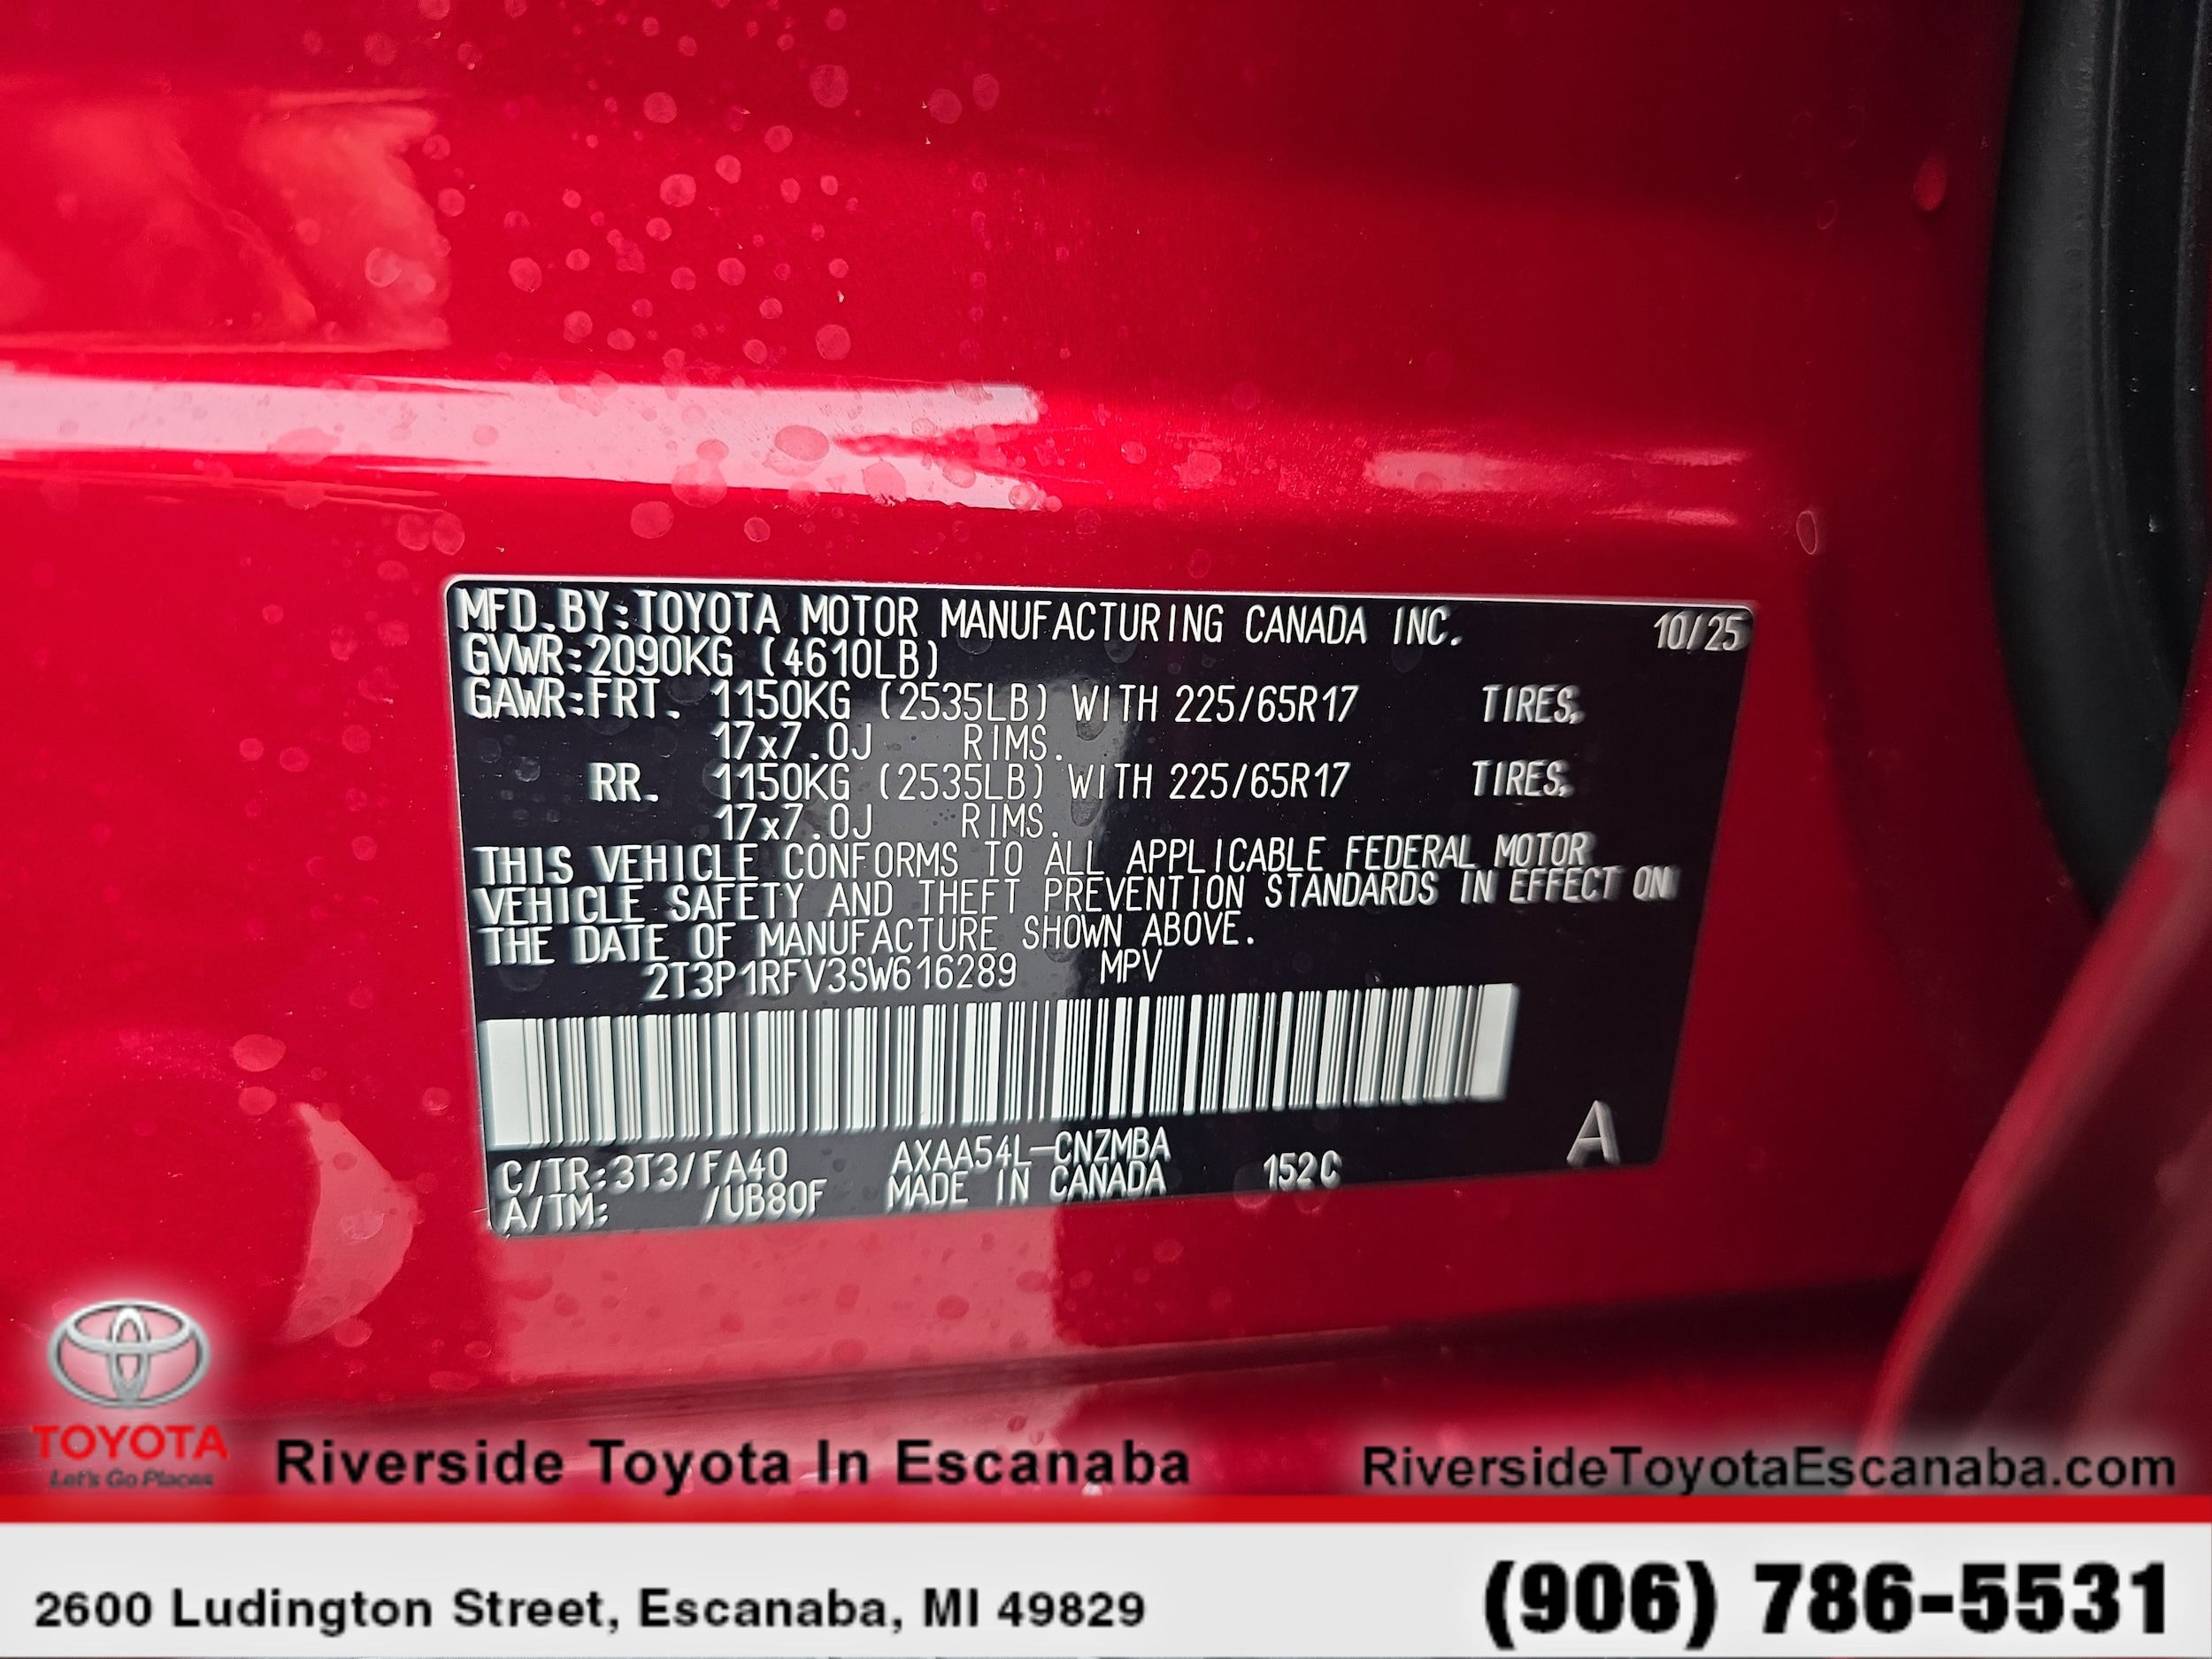 MFD.BY:TOYOTA MOTOR MANUFACTURING CANADA INC. 10/25
GVWR:2090KG (4610LB)
GAWR:FRT. 1150KG (2535LB) WITH 225/65R17 TIRES,
17x7.0J RIMS.
RR. 1150KG (2535LB) WITH 225/65R17 TIRES,
17x7.0J RIMS.
THIS VEHICLE CONFORMS TO ALL APPLICABLE FEDERAL MOTOR
VEHICLE SAFETY AND THEFT PREVENTION STANDARDS IN EFFECT ON
THE DATE OF MANUFACTURE SHOWN ABOVE.
2T3P1RFV3SW616289 MPV
C/TR:3T3/FA40 AXAA54L-CNZMBA 152C A
A/TM: /UB80F MADE IN CANADA
TOYOTA
Let's Go Places
Riverside Toyota In Escanaba
RiversideToyotaEscanaba.com
2600 Ludington Street, Escanaba, MI 49829
(906) 786-5531